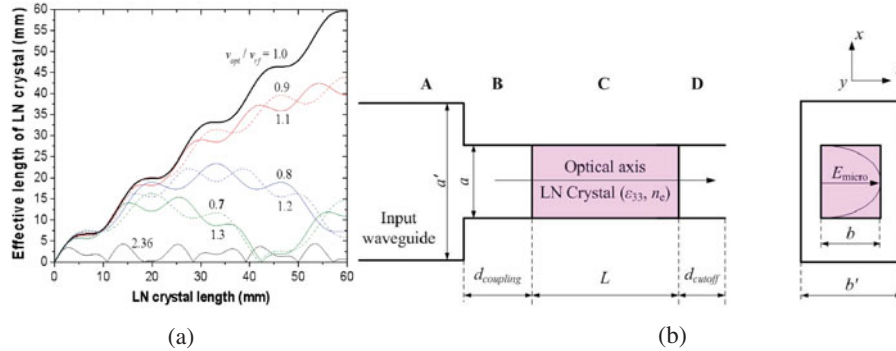 Effective length of LN crystal (mm)
60
55
50
45
40
35
30
25
20
15
10
5
0
v_opt / v_rf = 1.0
0.9
1.1
0.8
1.2
0.7
1.3
2.36
0 10 20 30 40 50 60
LN crystal length (mm)
(a)
A B C D
a'
a
Optical axis
LN Crystal (ε₃₃, nₑ)
Input
waveguide
d_coupling
L
d_cutoff
x
y
E_micro
b
b'
(b)